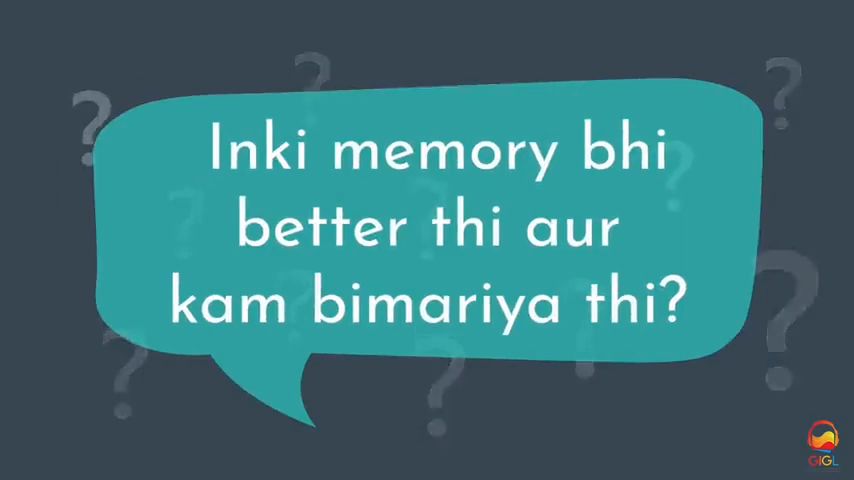 Inki memory bhi
better thi aur
kam bimariya thi?
GIGL